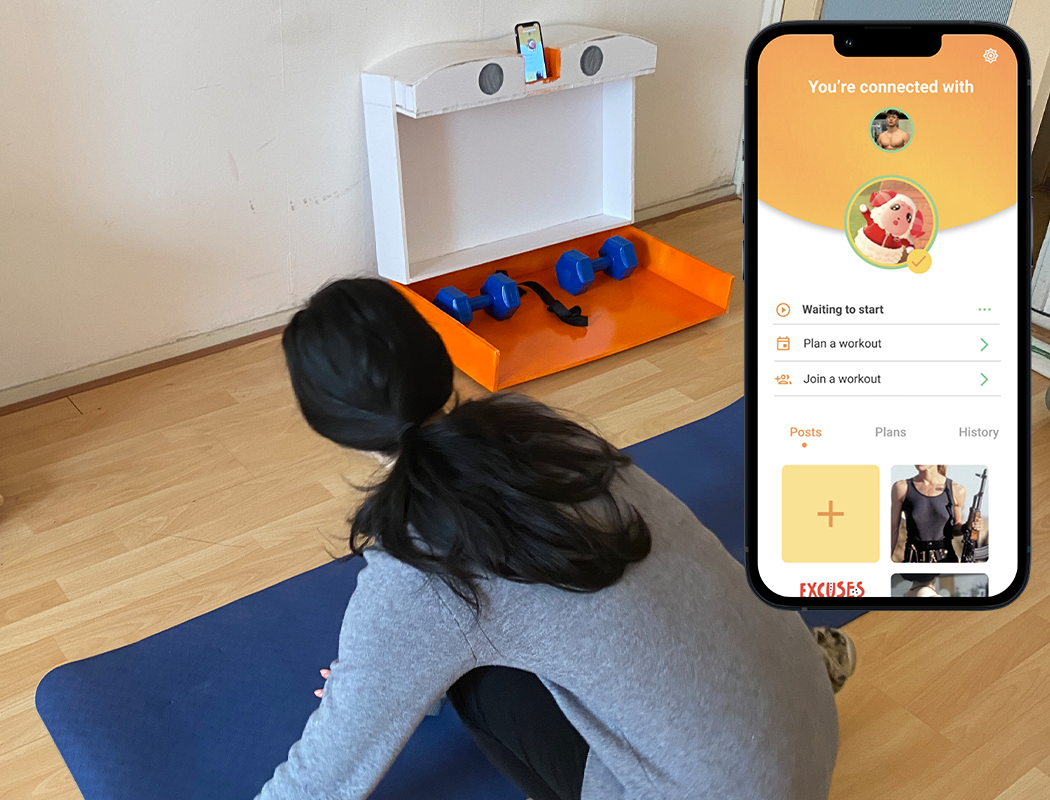 You're connected with
Waiting to start
Plan a workout
Join a workout
Posts Plans History
EXCUSES